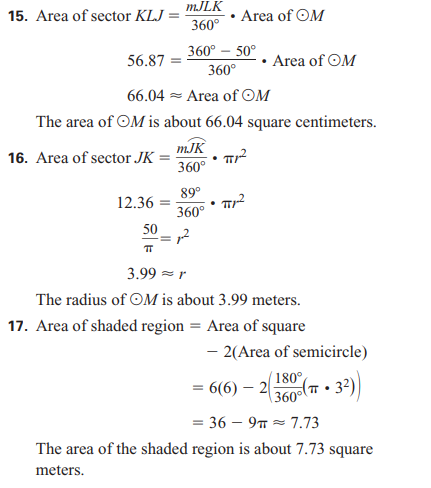 15. Area of sector KLJ = mJLK/360° • Area of ⊙M
56.87 = (360° − 50°)/360° • Area of ⊙M
66.04 ≈ Area of ⊙M
The area of ⊙M is about 66.04 square centimeters.
16. Area of sector JK = mJK͡/360° • πr²
12.36 = 89°/360° • πr²
50/π = r²
3.99 ≈ r
The radius of ⊙M is about 3.99 meters.
17. Area of shaded region = Area of square
− 2(Area of semicircle)
= 6(6) − 2(180°/360°(π • 3²))
= 36 − 9π ≈ 7.73
The area of the shaded region is about 7.73 square
meters.